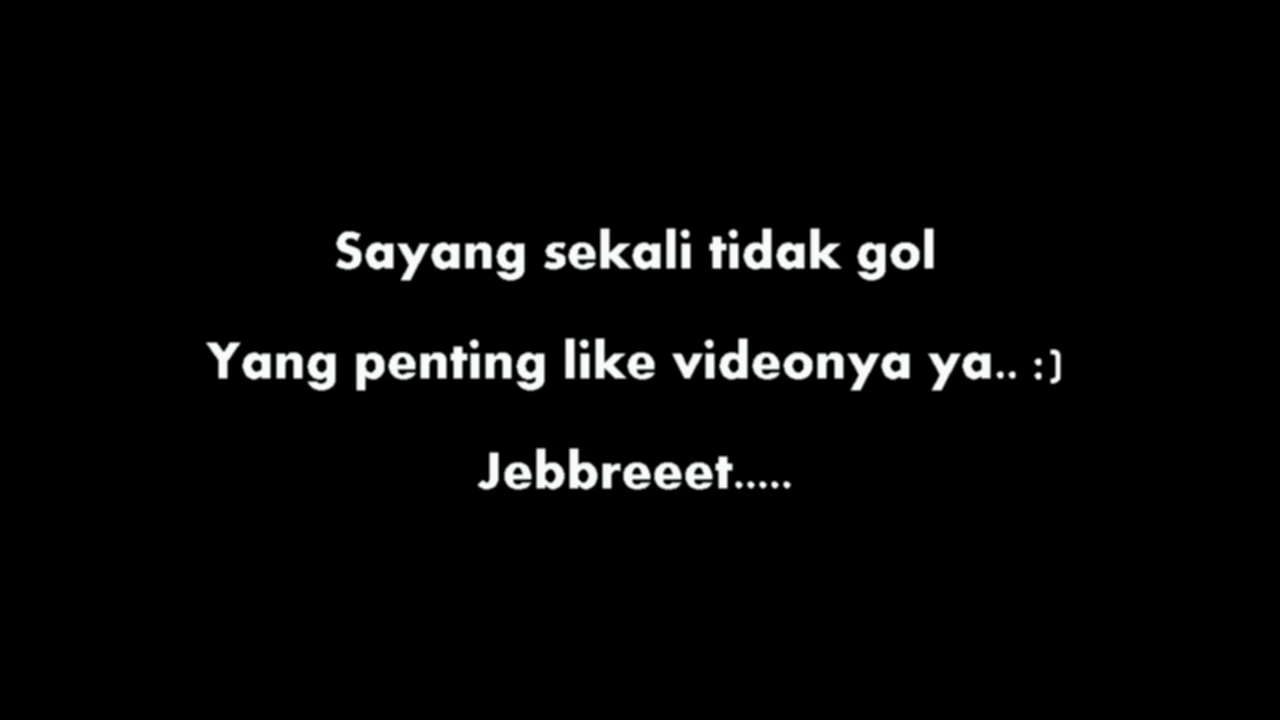 Sayang sekali tidak gol
Yang penting like videonya ya.. :)
Jebbreeet.....